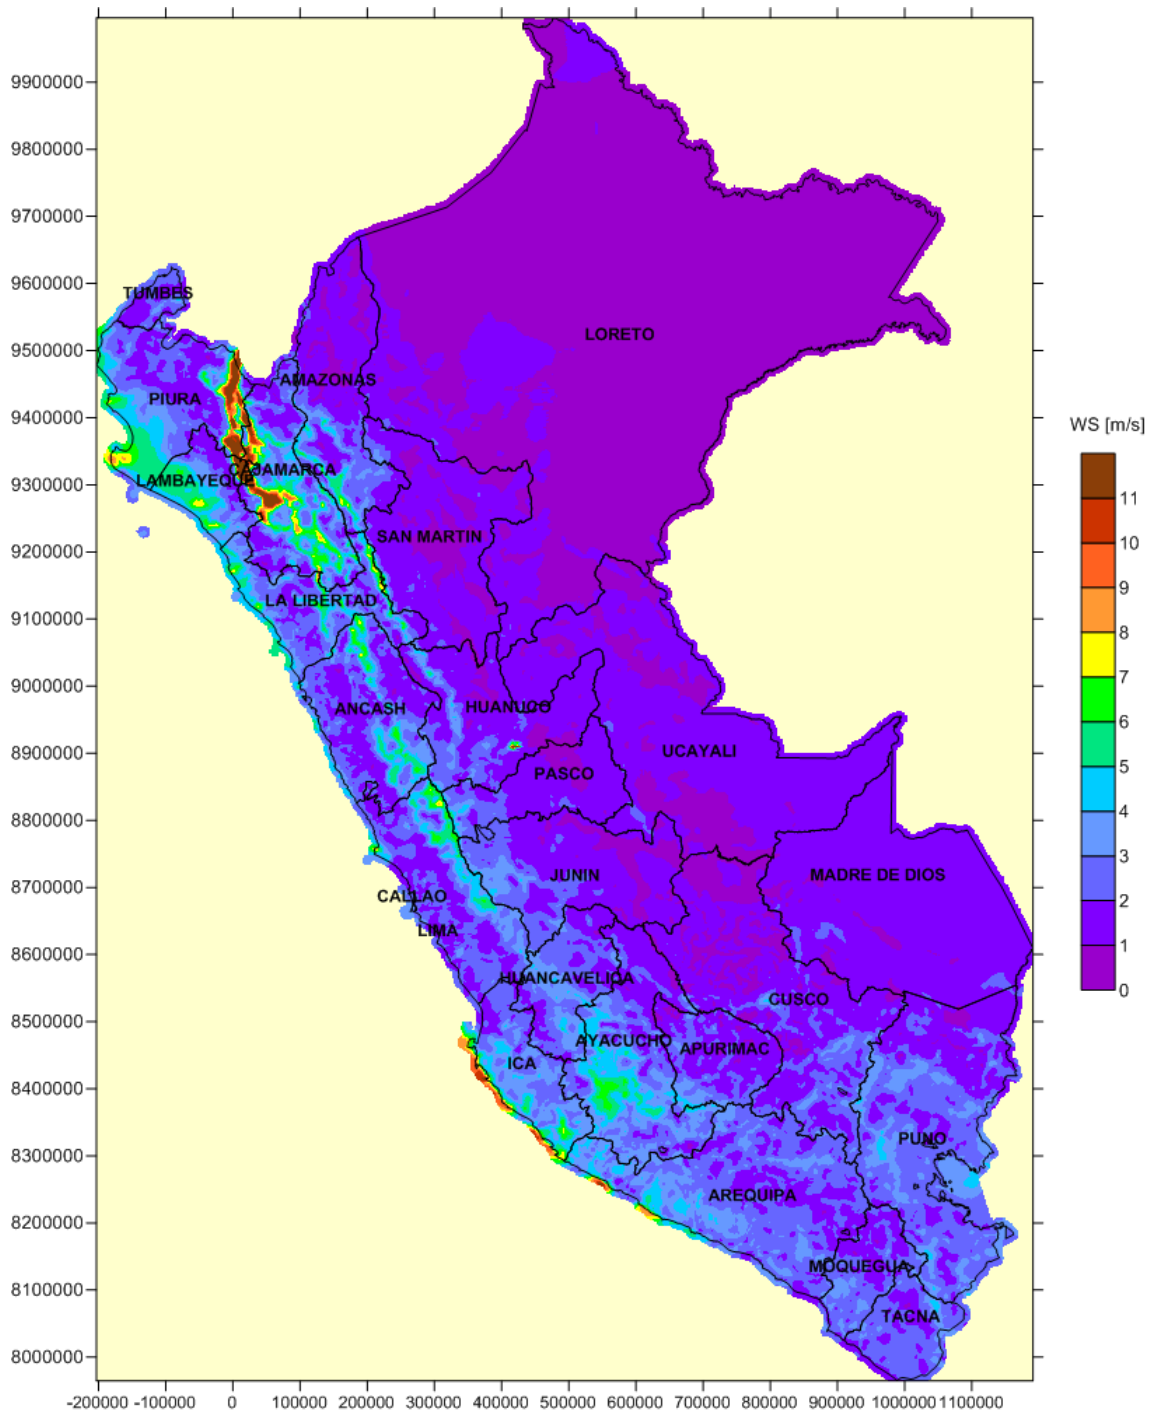 9900000
9800000
9700000
9600000
9500000
9400000
9300000
9200000
9100000
9000000
8900000
8800000
8700000
8600000
8500000
8400000
8300000
8200000
8100000
8000000
-200000 -100000 0 100000 200000 300000 400000 500000 600000 700000 800000 900000 1000000 1100000
TUMBES
LORETO
AMAZONAS
PIURA
CAJAMARCA
LAMBAYEQUE
SAN MARTIN
LA LIBERTAD
ANCASH
HUANUCO
UCAYALI
PASCO
JUNIN
MADRE DE DIOS
CALLAO
LIMA
HUANCAVELICA
CUSCO
AYACUCHO
APURIMAC
ICA
PUNO
AREQUIPA
MOQUEGUA
TACNA
WS [m/s]
11
10
9
8
7
6
5
4
3
2
1
0